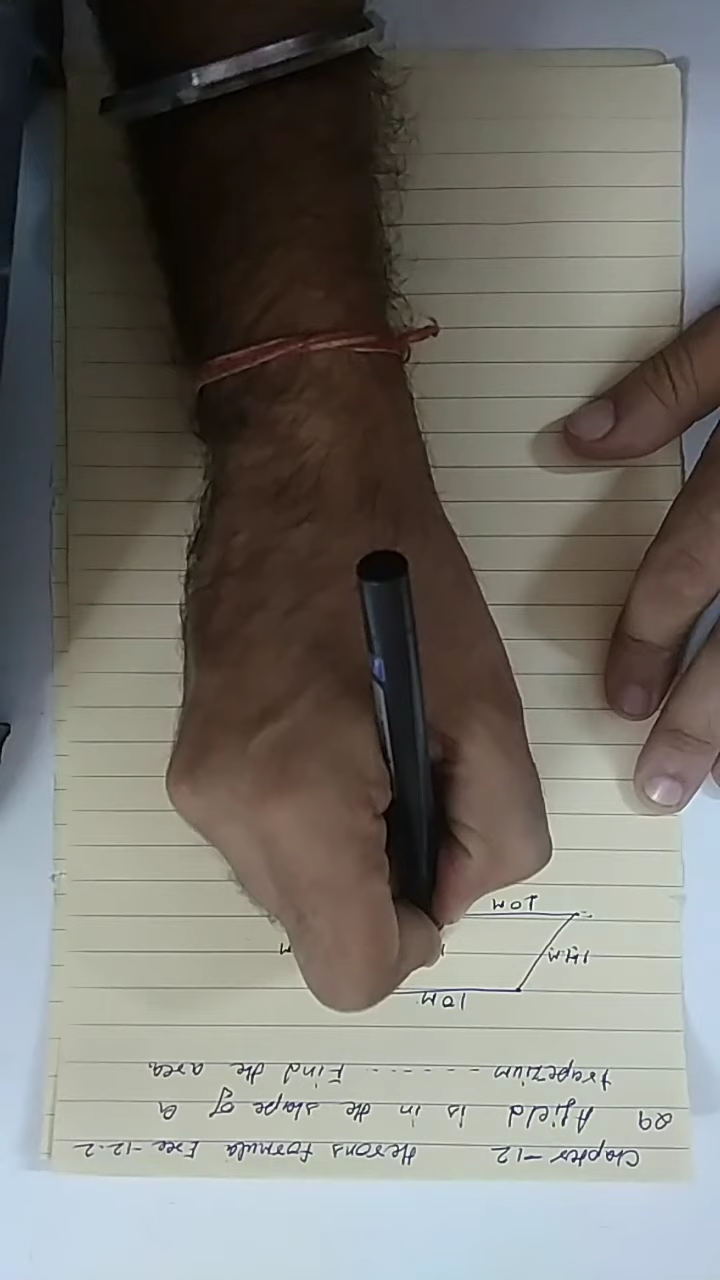 Chapter-12 Herons Formula Exe-12.2
29 A field is in the shape of a
trapezium ------ Find the area
10M
14M
M
10M